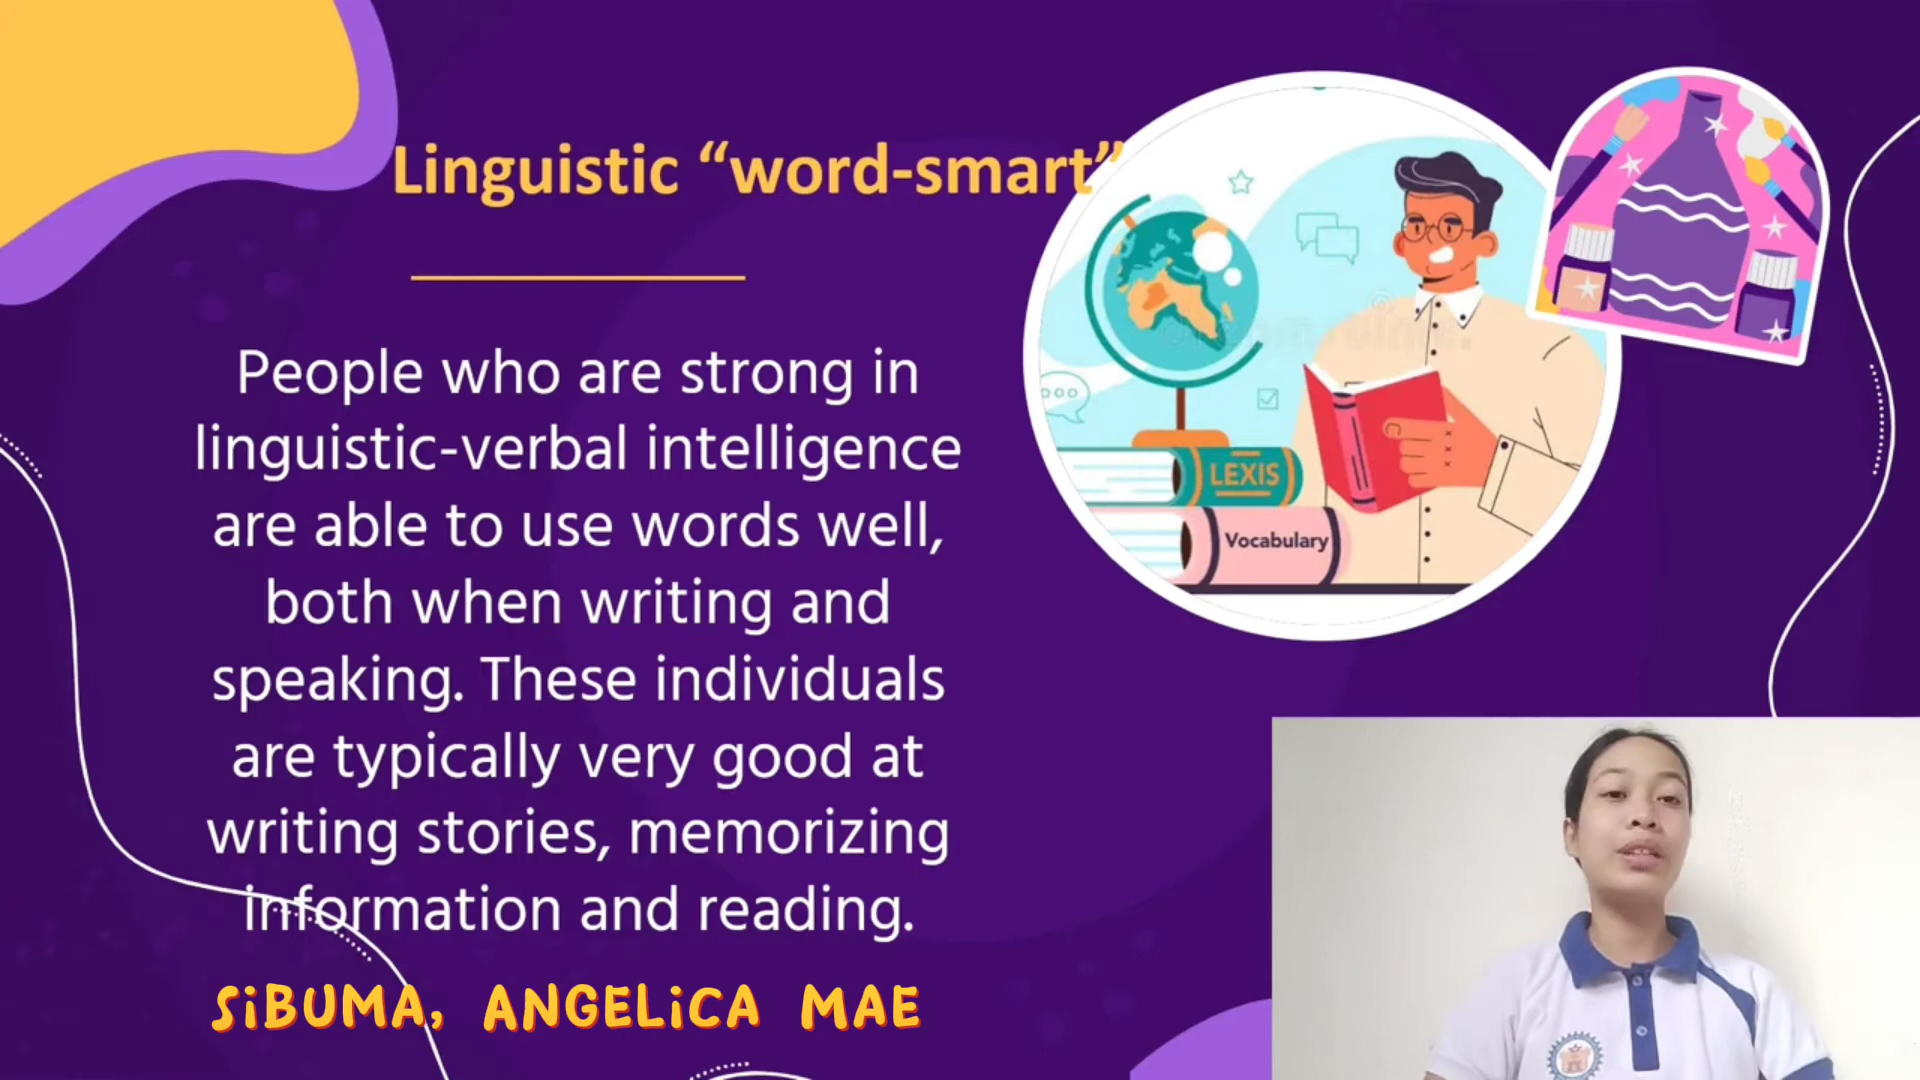 Linguistic “word-smart”
People who are strong in
linguistic-verbal intelligence
are able to use words well,
both when writing and
speaking. These individuals
are typically very good at
writing stories, memorizing
information and reading.
SiBUMA, ANGELiCA MAE
LEXIS
Vocabulary